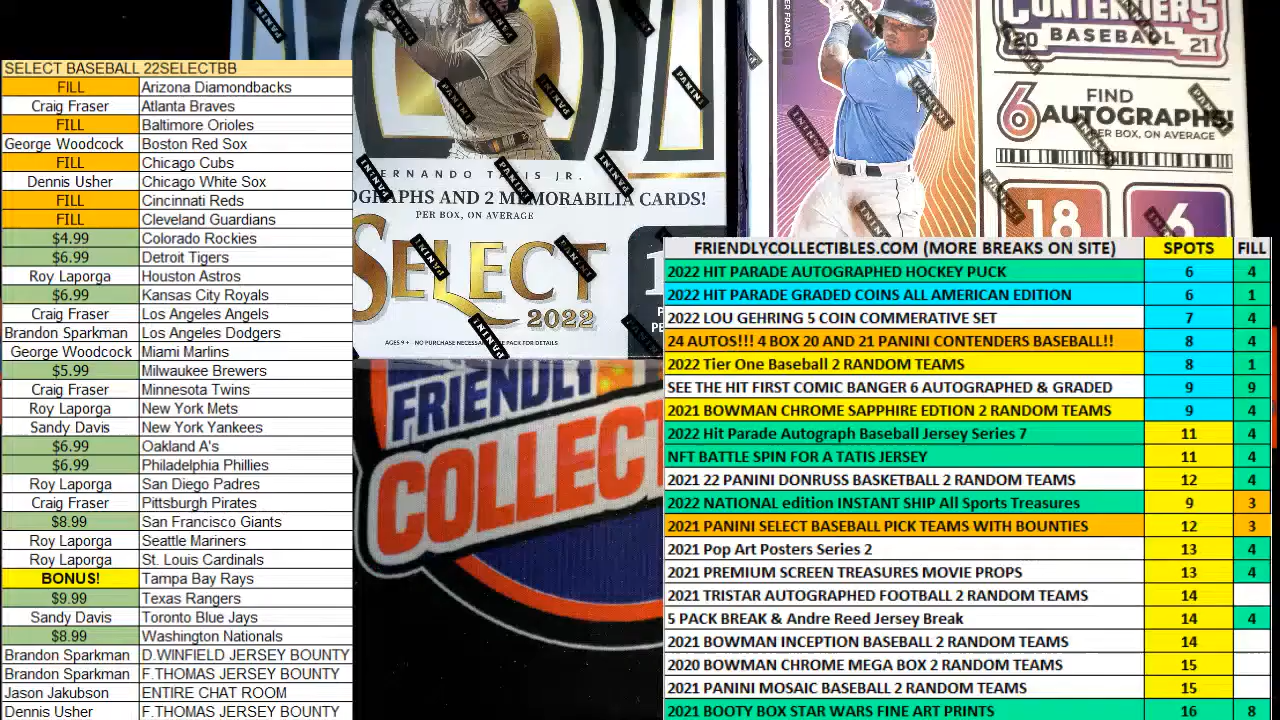 SELECT BASEBALL 22SELECTBB
FILL Arizona Diamondbacks
Craig Fraser Atlanta Braves
FILL Baltimore Orioles
George Woodcock Boston Red Sox
FILL Chicago Cubs
Dennis Usher Chicago White Sox
FILL Cincinnati Reds
FILL Cleveland Guardians
$4.99 Colorado Rockies
$6.99 Detroit Tigers
Roy Laporga Houston Astros
$6.99 Kansas City Royals
Craig Fraser Los Angeles Angels
Brandon Sparkman Los Angeles Dodgers
George Woodcock Miami Marlins
$5.99 Milwaukee Brewers
Craig Fraser Minnesota Twins
Roy Laporga New York Mets
Sandy Davis New York Yankees
$6.99 Oakland A's
$6.99 Philadelphia Phillies
Roy Laporga San Diego Padres
Craig Fraser Pittsburgh Pirates
$8.99 San Francisco Giants
Roy Laporga Seattle Mariners
Roy Laporga St. Louis Cardinals
BONUS! Tampa Bay Rays
$9.99 Texas Rangers
Sandy Davis Toronto Blue Jays
$8.99 Washington Nationals
Brandon Sparkman D.WINFIELD JERSEY BOUNTY
Brandon Sparkman F.THOMAS JERSEY BOUNTY
Jason Jakubson ENTIRE CHAT ROOM
Dennis Usher F.THOMAS JERSEY BOUNTY
PANINI
ERNANDO TATIS JR.
OGRAPHS AND 2 MEMORABILIA CARDS!
PER BOX, ON AVERAGE
SELECT
2022
AGES 9+ NO PURCHASE NECESSARY PACK FOR DETAILS
FRIENDLY
COLLECT
ER FRANCO
CONTENDERS
20 BASEBALL 21
FIND
6 AUTOGRAPHS!
PER BOX, ON AVERAGE
18 6
FRIENDLYCOLLECTIBLES.COM (MORE BREAKS ON SITE) SPOTS FILL
2022 HIT PARADE AUTOGRAPHED HOCKEY PUCK 6 4
2022 HIT PARADE GRADED COINS ALL AMERICAN EDITION 6 1
2022 LOU GEHRING 5 COIN COMMERATIVE SET 7 4
24 AUTOS!!! 4 BOX 20 AND 21 PANINI CONTENDERS BASEBALL!! 8 4
2022 Tier One Baseball 2 RANDOM TEAMS 8 1
SEE THE HIT FIRST COMIC BANGER 6 AUTOGRAPHED & GRADED 9 9
2021 BOWMAN CHROME SAPPHIRE EDTION 2 RANDOM TEAMS 9 4
2022 Hit Parade Autograph Baseball Jersey Series 7 11 4
NFT BATTLE SPIN FOR A TATIS JERSEY 11 4
2021 22 PANINI DONRUSS BASKETBALL 2 RANDOM TEAMS 12 4
2022 NATIONAL edition INSTANT SHIP All Sports Treasures 9 3
2021 PANINI SELECT BASEBALL PICK TEAMS WITH BOUNTIES 12 3
2021 Pop Art Posters Series 2 13 4
2021 PREMIUM SCREEN TREASURES MOVIE PROPS 13 4
2021 TRISTAR AUTOGRAPHED FOOTBALL 2 RANDOM TEAMS 14
5 PACK BREAK & Andre Reed Jersey Break 14 4
2021 BOWMAN INCEPTION BASEBALL 2 RANDOM TEAMS 14
2020 BOWMAN CHROME MEGA BOX 2 RANDOM TEAMS 15
2021 PANINI MOSAIC BASEBALL 2 RANDOM TEAMS 15
2021 BOOTY BOX STAR WARS FINE ART PRINTS 16 8